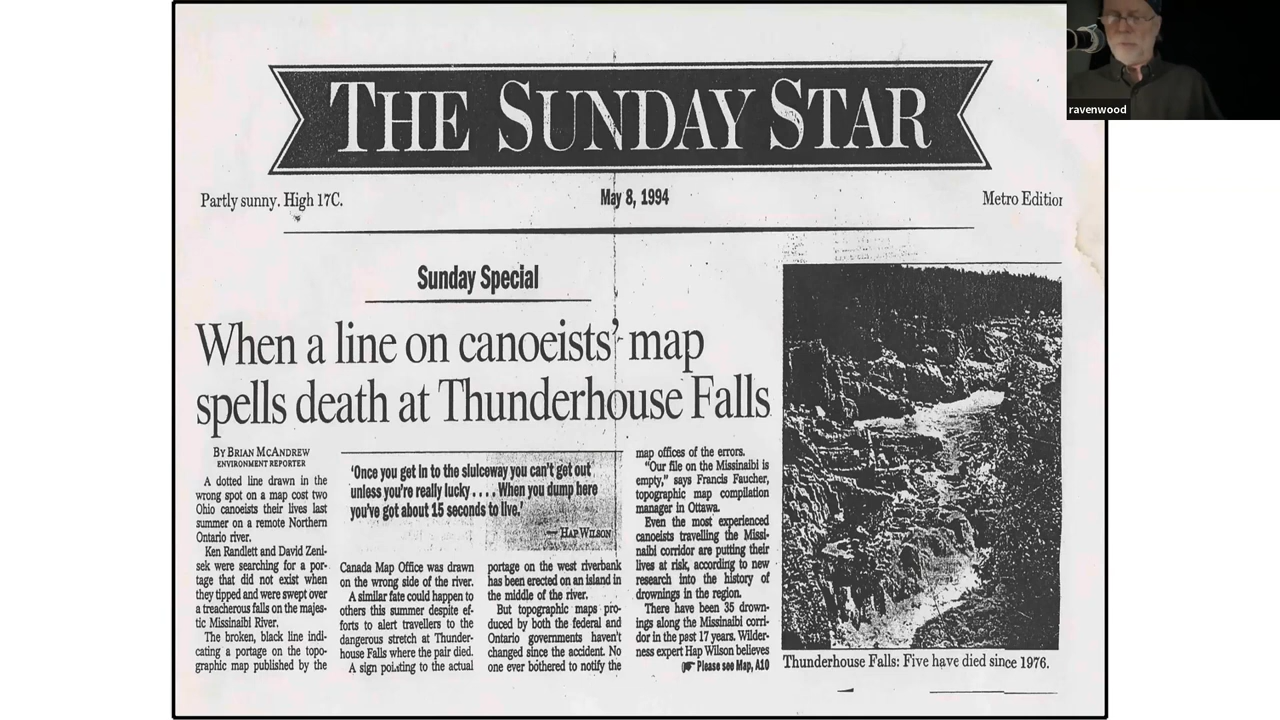 THE SUNDAY STAR
Partly sunny. High 17C.
May 8, 1994
Metro Edition
Sunday Special
When a line on canoeists' map
spells death at Thunderhouse Falls
BY BRIAN MCANDREW
ENVIRONMENT REPORTER
A dotted line drawn in the
wrong spot on a map cost two
Ohio canoeists their lives last
summer on a remote Northern
Ontario river.
Ken Randlett and David Zeni-
sek were searching for a por-
tage that did not exist when
they tipped and were swept over
a treacherous falls on the majes-
tic Missinaibi River.
The broken, black line indi-
cating a portage on the topo-
graphic map published by the
'Once you get in to the sluiceway you can't get out
unless you're really lucky . . . . When you dump here
you've got about 15 seconds to live.'
— HAP WILSON
Canada Map Office was drawn
on the wrong side of the river.
A similar fate could happen to
others this summer despite ef-
forts to alert travellers to the
dangerous stretch at Thunder-
house Falls where the pair died.
A sign pointing to the actual
portage on the west riverbank
has been erected on an island in
the middle of the river.
But topographic maps pro-
duced by both the federal and
Ontario governments haven't
changed since the accident. No
one ever bothered to notify the
map offices of the errors.
"Our file on the Missinaibi is
empty," says Francis Faucher,
topographic map compilation
manager in Ottawa.
Even the most experienced
canoeists travelling the Missi-
naibi corridor are putting their
lives at risk, according to new
research into the history of
drownings in the region.
There have been 35 drown-
ings along the Missinaibi corri-
dor in the past 17 years. Wilder-
ness expert Hap Wilson believes
☛ Please see Map, A10
Thunderhouse Falls: Five have died since 1976.
ravenwood